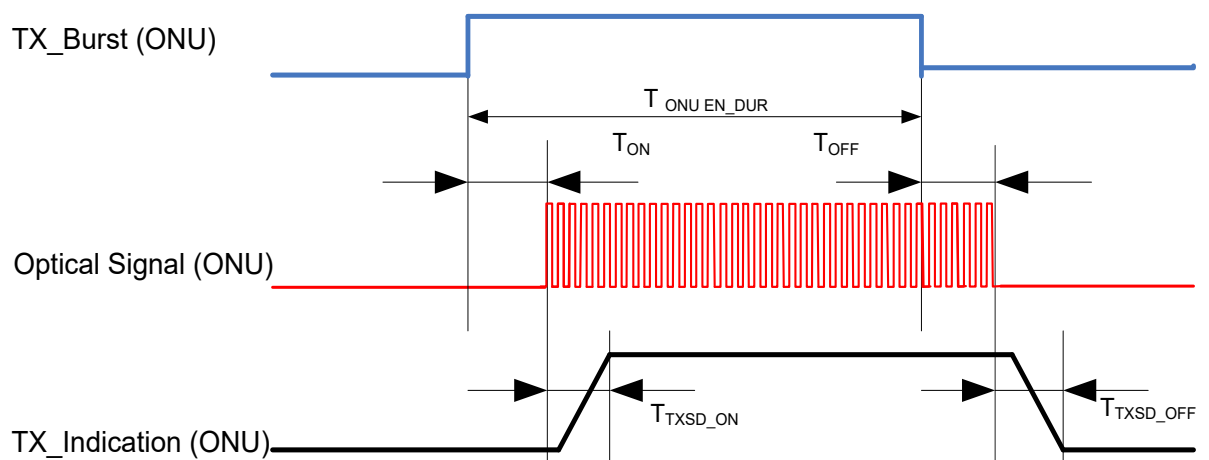 TX_Burst (ONU)
T ONU EN_DUR
TON
TOFF
Optical Signal (ONU)
TTXSD_ON
TTXSD_OFF
TX_Indication (ONU)